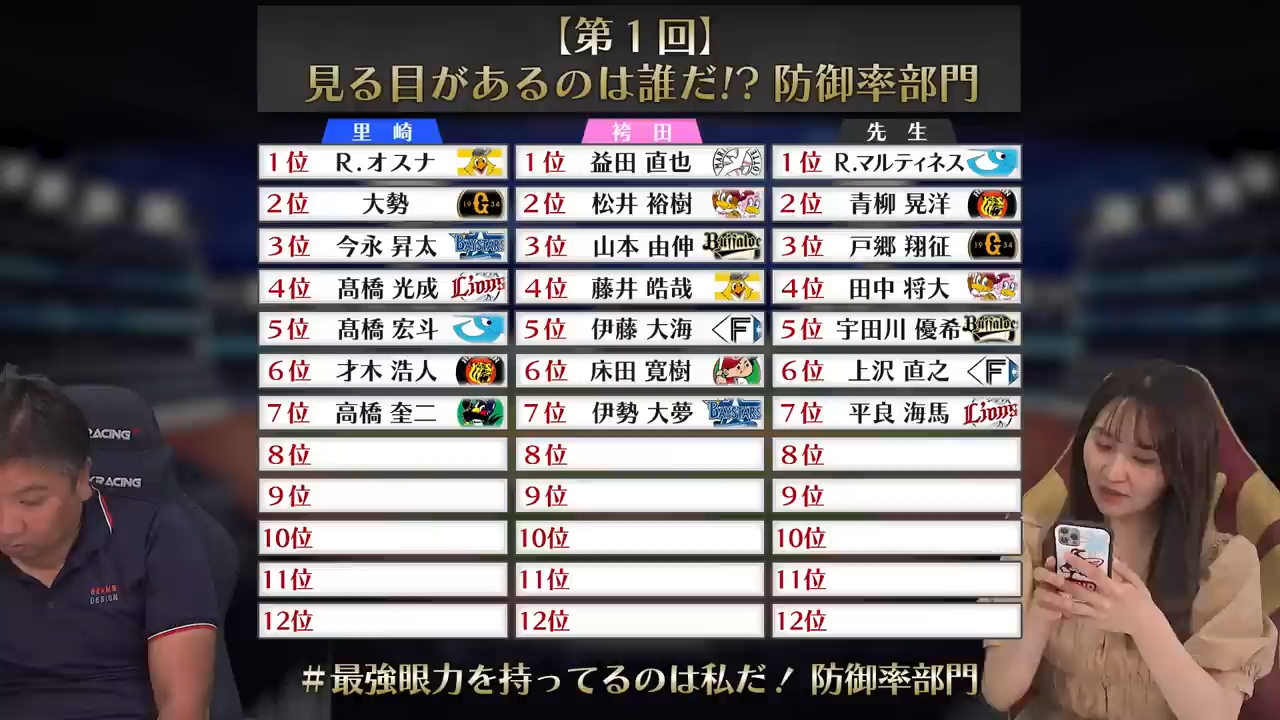 【第1回】
見る目があるのは誰だ!? 防御率部門
里崎 袴田 先生
1位 R.オスナ 1位 益田 直也 1位 R.マルティネス
2位 大勢 2位 松井 裕樹 2位 青柳 晃洋
3位 今永 昇太 3位 山本 由伸 3位 戸郷 翔征
4位 髙橋 光成 4位 藤井 皓哉 4位 田中 将大
5位 髙橋 宏斗 5位 伊藤 大海 5位 宇田川 優希
6位 才木 浩人 6位 床田 寛樹 6位 上沢 直之
7位 高橋 奎二 7位 伊勢 大夢 7位 平良 海馬
8位 8位 8位
9位 9位 9位
10位 10位 10位
11位 11位 11位
12位 12位 12位
#最強眼力を持ってるのは私だ! 防御率部門
RACING
BEAMS
DESIGN